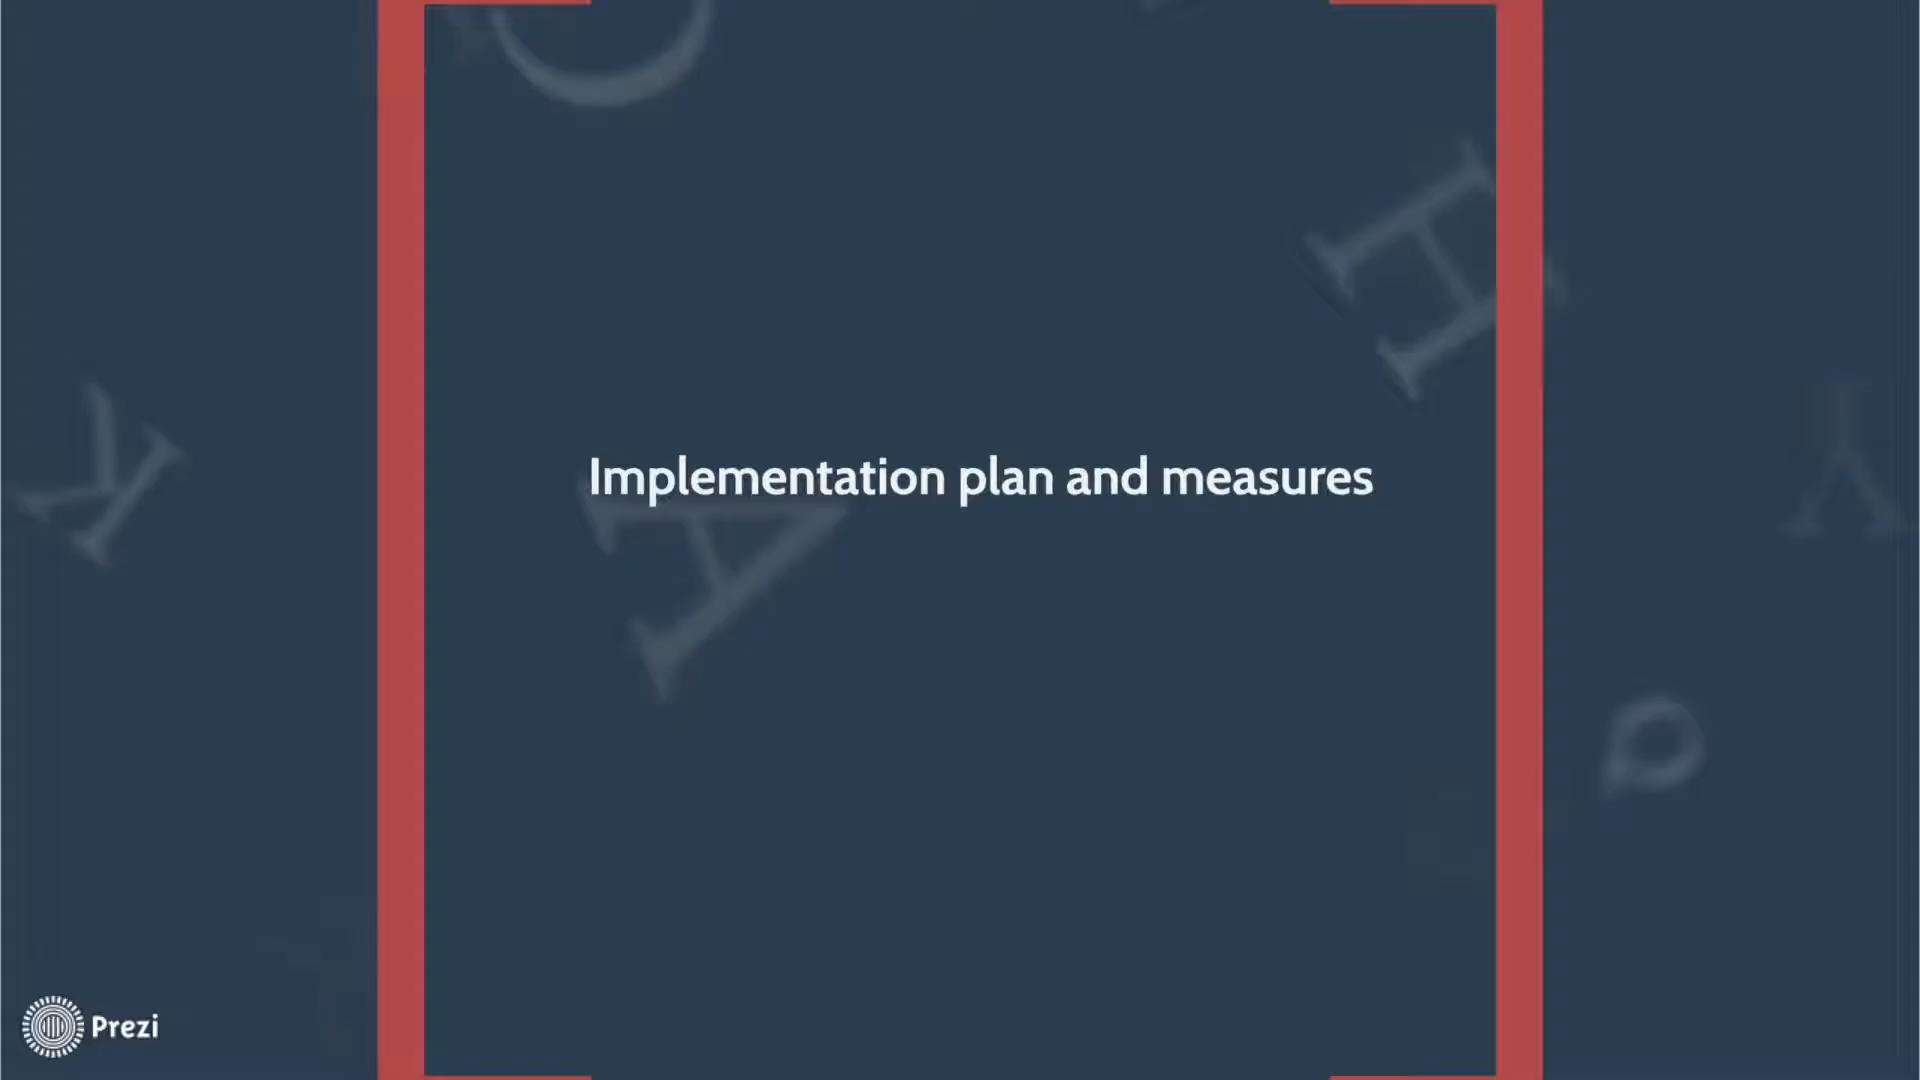 Implementation plan and measures
H
K
Y
A
Prezi